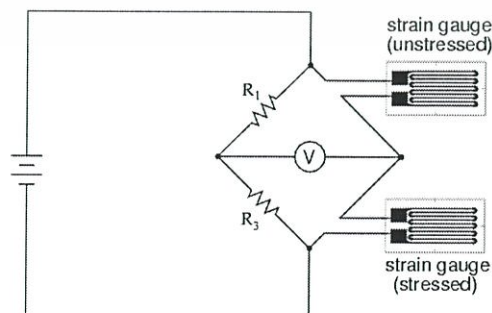 strain gauge
(unstressed)
R1
V
R3
strain gauge
(stressed)